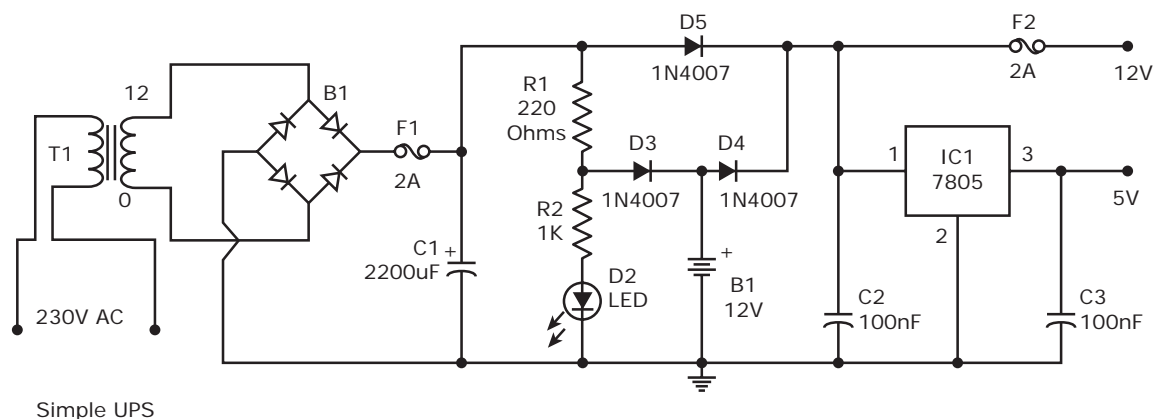 D5
F2
12
B1
1N4007
2A
12V
R1
220
Ohms
F1
T1
D3
D4
1
IC1
7805
3
2A
0
1N4007
1N4007
5V
R2
1K
2
C1
+
2200uF
+
D2
LED
B1
12V
C2
100nF
C3
100nF
230V AC
Simple UPS